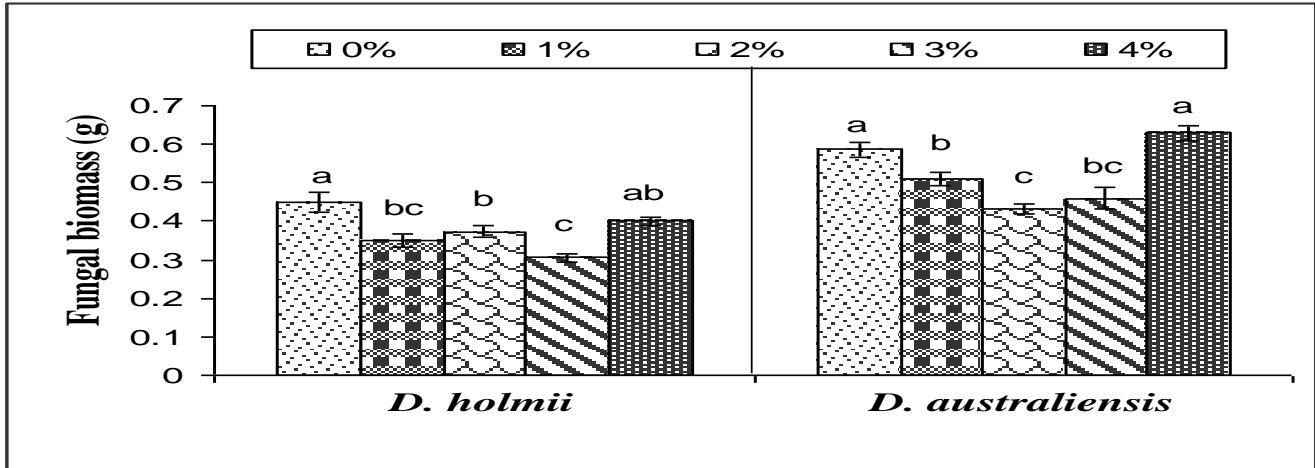 0% 1% 2% 3% 4%
Fungal biomass (g)
0.7
0.6
0.5
0.4
0.3
0.2
0.1
0
a bc b c ab
a b c bc a
D. holmii D. australiensis